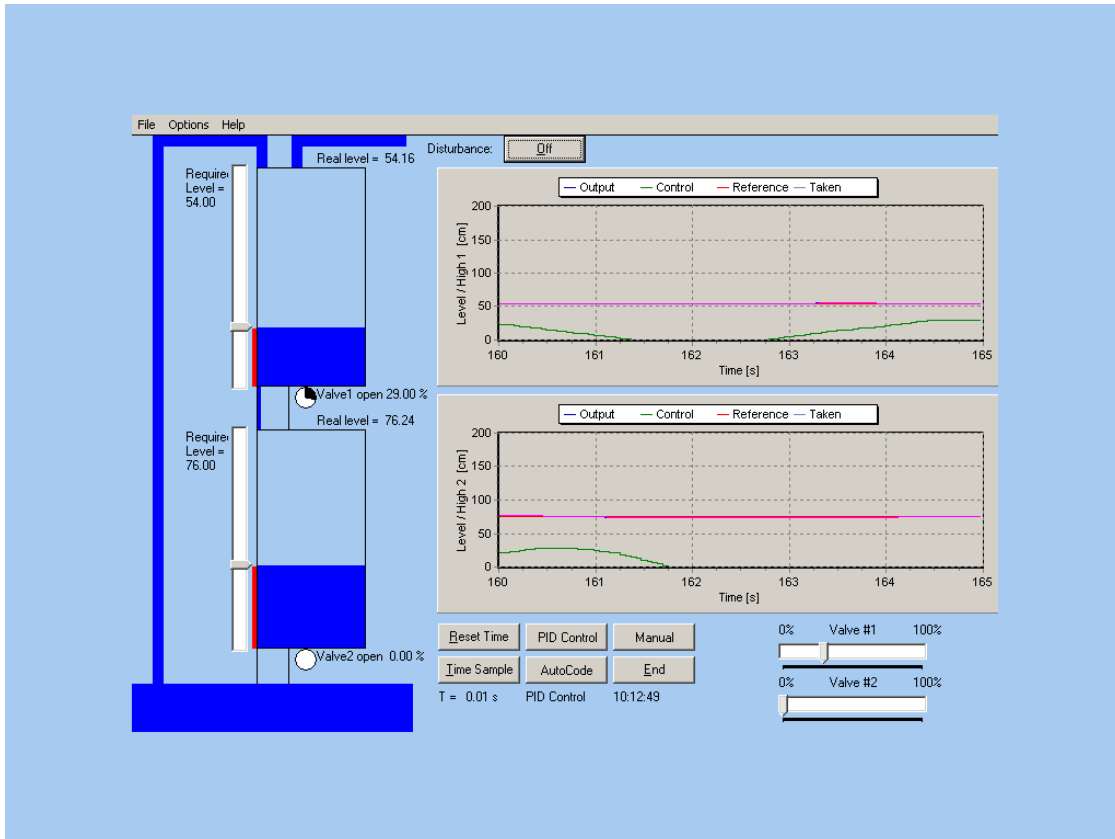 File Options Help
Real level = 54.16
Disturbance: Off
Require
Level =
54.00
Output Control Reference Taken
Level / High 1 [cm]
200
150
100
50
0
160 161 162 163 164 165
Time [s]
Valve1 open 29.00 %
Real level = 76.24
Require
Level =
76.00
Output Control Reference Taken
Level / High 2 [cm]
200
150
100
50
0
160 161 162 163 164 165
Time [s]
Valve2 open 0.00 %
Reset Time PID Control Manual
Time Sample AutoCode End
T = 0.01 s PID Control 10:12:49
0% Valve #1 100%
0% Valve #2 100%